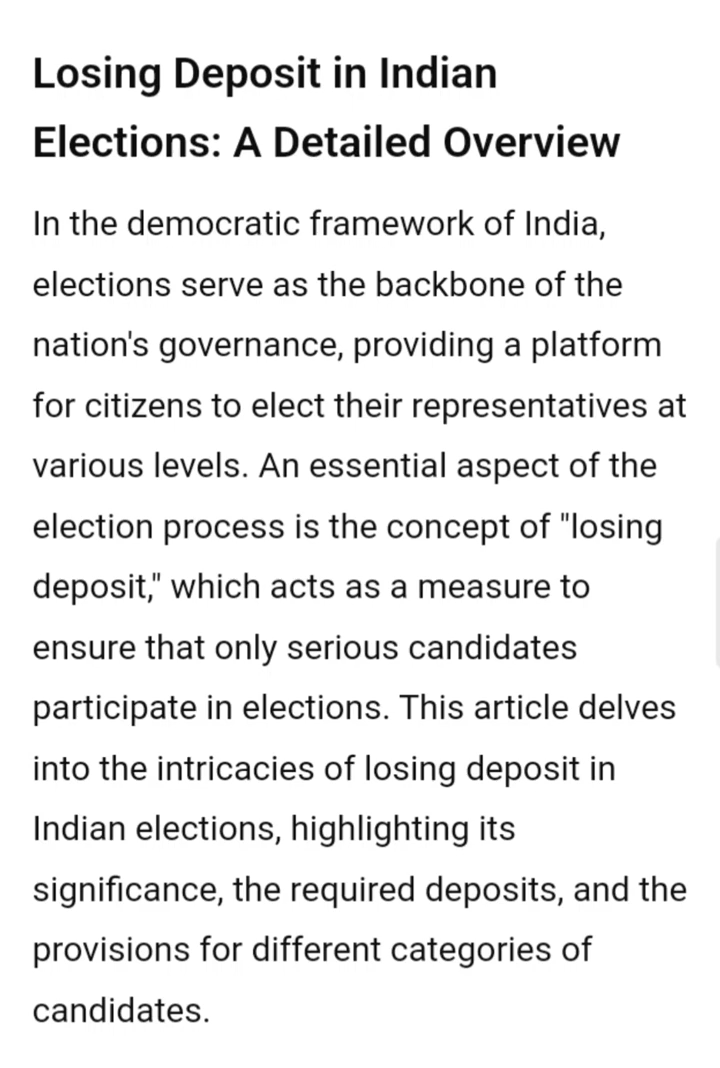 Losing Deposit in Indian
Elections: A Detailed Overview
In the democratic framework of India,
elections serve as the backbone of the
nation's governance, providing a platform
for citizens to elect their representatives at
various levels. An essential aspect of the
election process is the concept of "losing
deposit," which acts as a measure to
ensure that only serious candidates
participate in elections. This article delves
into the intricacies of losing deposit in
Indian elections, highlighting its
significance, the required deposits, and the
provisions for different categories of
candidates.